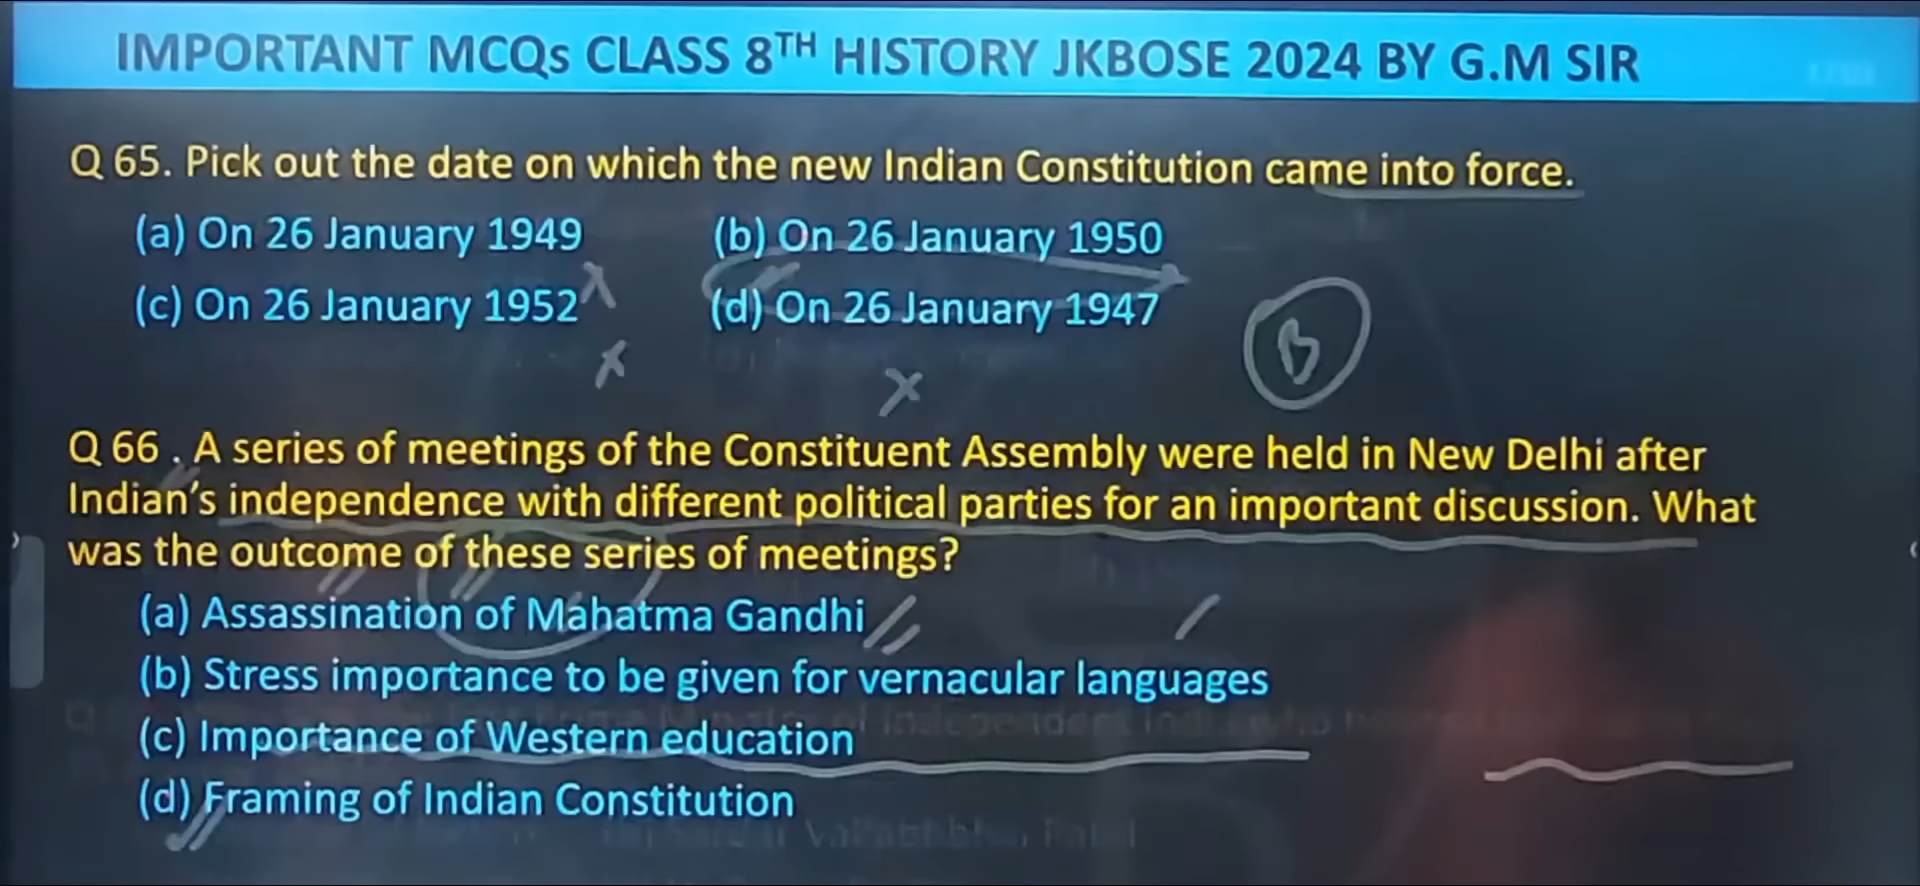 IMPORTANT MCQs CLASS 8TH HISTORY JKBOSE 2024 BY G.M SIR
Q 65. Pick out the date on which the new Indian Constitution came into force.
(a) On 26 January 1949 (b) On 26 January 1950
(c) On 26 January 1952 (d) On 26 January 1947
B
Q 66 . A series of meetings of the Constituent Assembly were held in New Delhi after
Indian's independence with different political parties for an important discussion. What
was the outcome of these series of meetings?
(a) Assassination of Mahatma Gandhi
(b) Stress importance to be given for vernacular languages
(c) Importance of Western education
(d) Framing of Indian Constitution